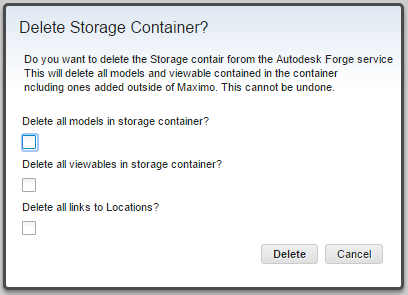 Delete Storage Container?
Do you want to delete the Storage contair forom the Autodesk Forge service
This will delete all models and viewable contained in the container
ncluding ones added outside of Maximo. This cannot be undone.
Delete all models in storage container?
Delete all viewables in storage container?
Delete all links to Locations?
Delete Cancel